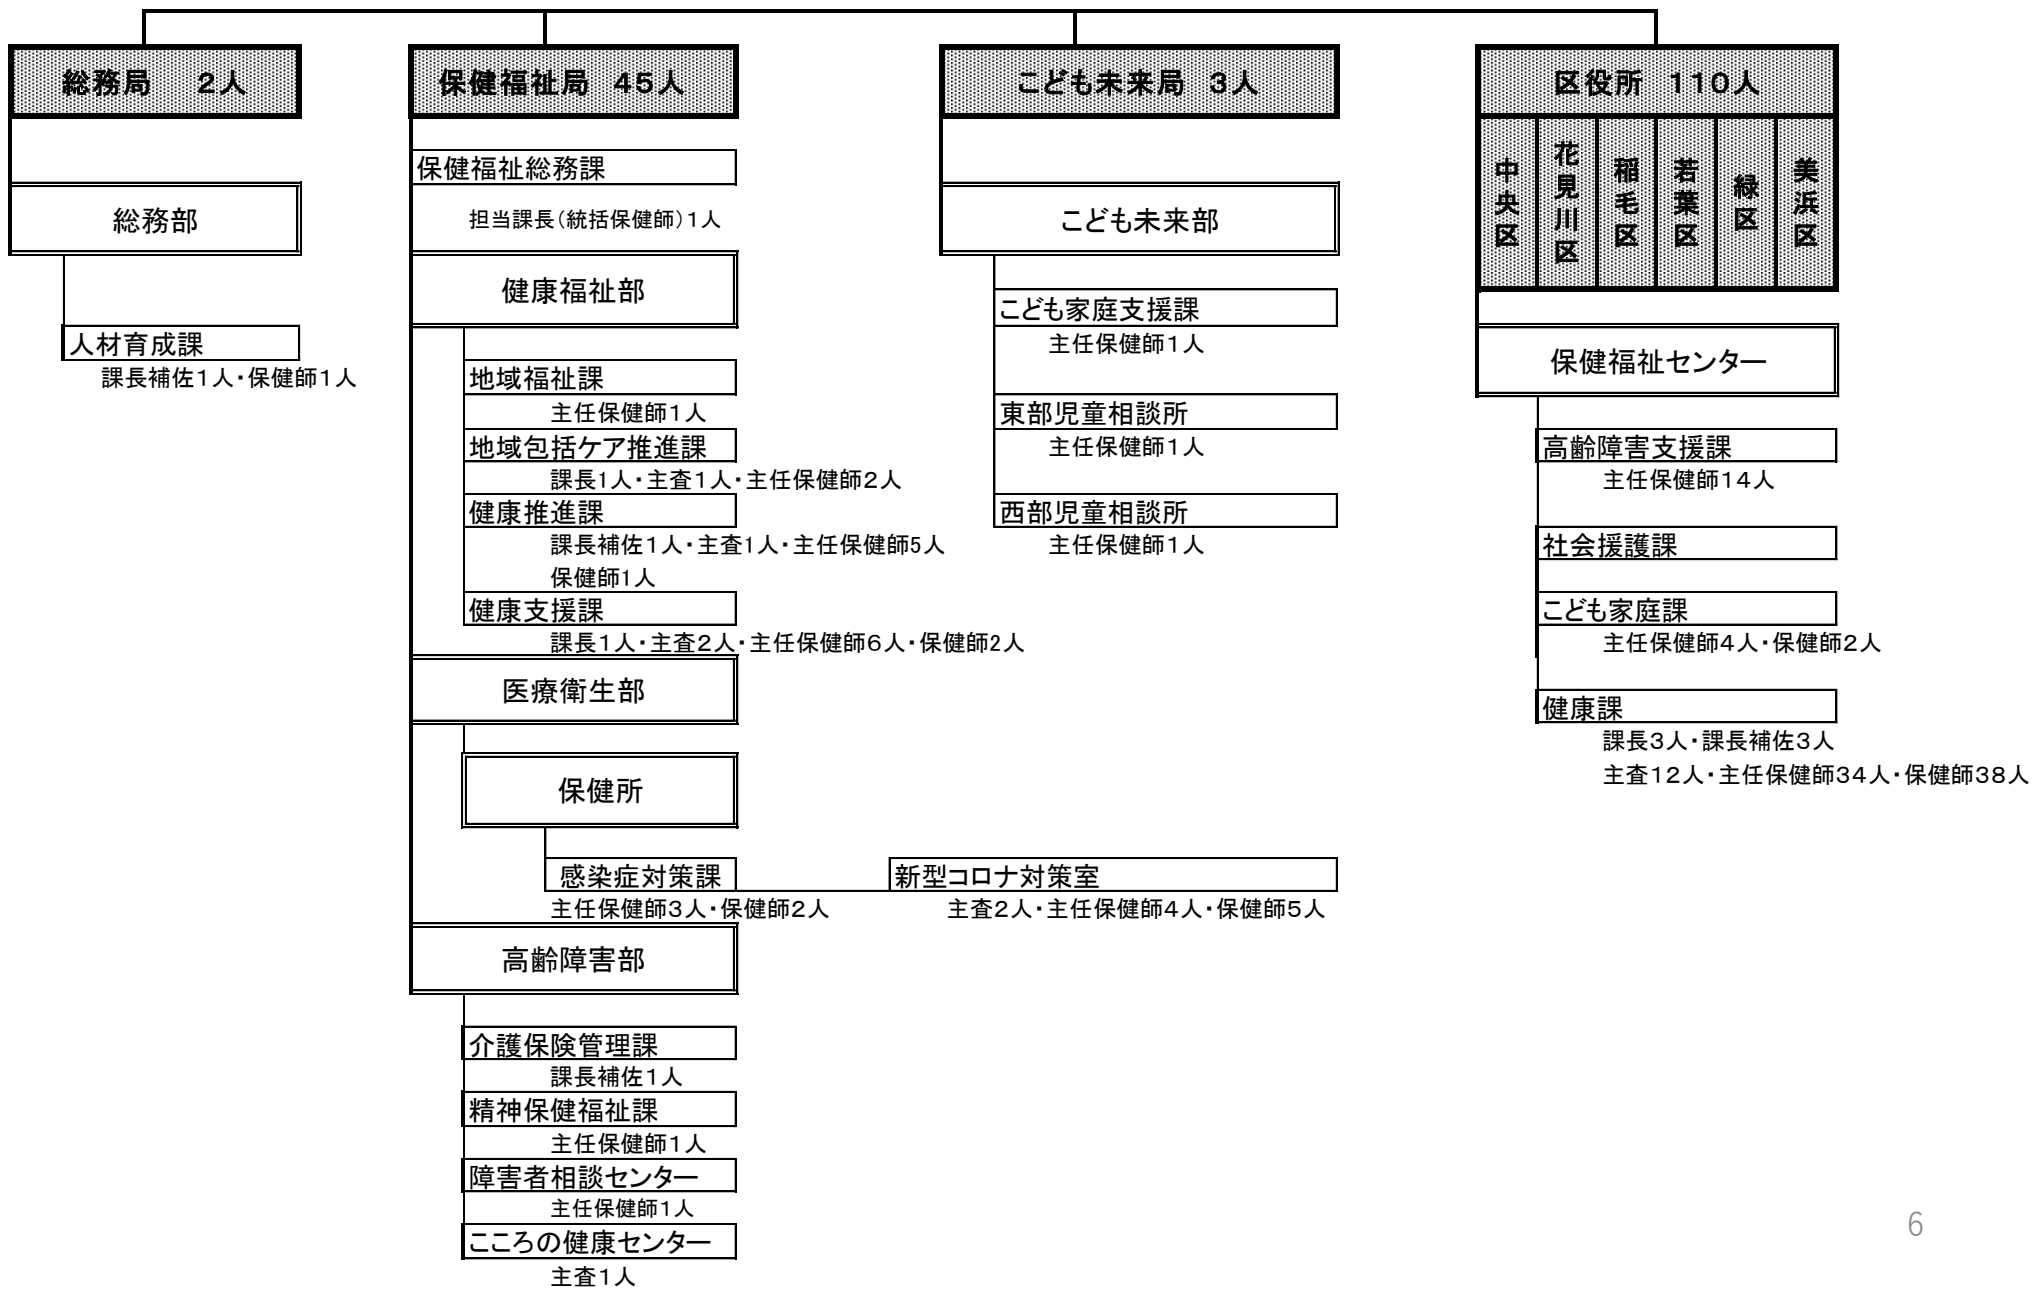 総務局　２人
総務部
人材育成課
課長補佐１人・保健師１人
保健福祉局　４５人
保健福祉総務課
担当課長（統括保健師）１人
健康福祉部
地域福祉課
主任保健師１人
地域包括ケア推進課
課長1人・主査１人・主任保健師２人
健康推進課
課長補佐１人・主査1人・主任保健師5人
保健師1人
健康支援課
課長１人・主査２人・主任保健師６人・保健師2人
医療衛生部
保健所
感染症対策課
主任保健師３人・保健師２人
新型コロナ対策室
主査２人・主任保健師４人・保健師５人
高齢障害部
介護保険管理課
課長補佐１人
精神保健福祉課
主任保健師１人
障害者相談センター
主任保健師１人
こころの健康センター
主査１人
こども未来局　３人
こども未来部
こども家庭支援課
主任保健師１人
東部児童相談所
主任保健師１人
西部児童相談所
主任保健師１人
区役所　１１０人
中央区
花見川区
稲毛区
若葉区
緑区
美浜区
保健福祉センター
高齢障害支援課
主任保健師１４人
社会援護課
こども家庭課
主任保健師４人・保健師２人
健康課
課長３人・課長補佐３人
主査１２人・主任保健師３４人・保健師３８人
6